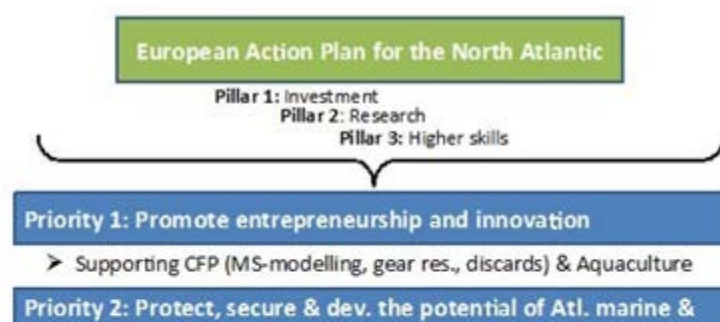 European Action Plan for the North Atlantic
Pillar 1: Investment
Pillar 2: Research
Pillar 3: Higher skills
Priority 1: Promote entrepreneurship and innovation
➤ Supporting CFP (MS-modelling, gear res., discards) & Aquaculture
Priority 2: Protect, secure & dev. the potential of Atl. marine &